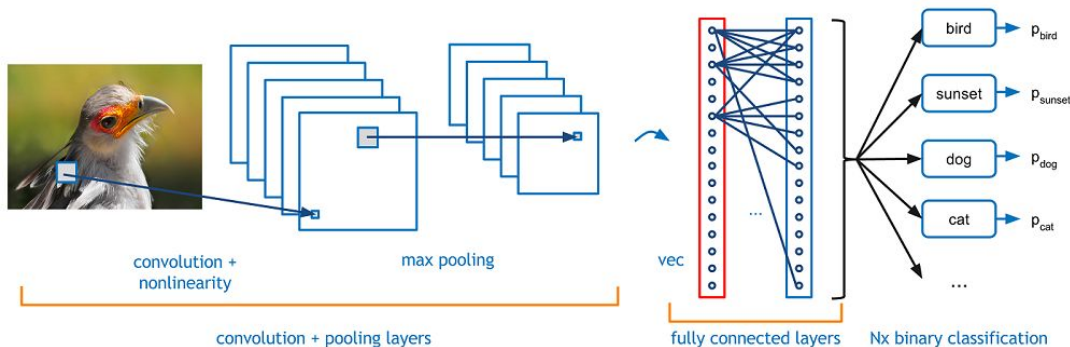 bird
p_bird
sunset
p_sunset
dog
p_dog
cat
p_cat
...
...
convolution +
nonlinearity
max pooling
vec
convolution + pooling layers
fully connected layers
Nx binary classification